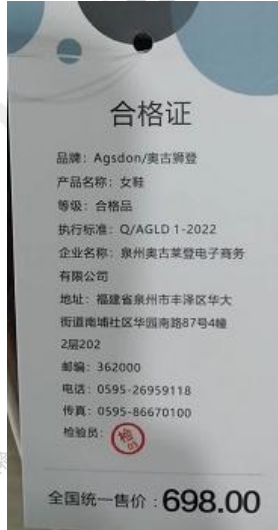 合格证
品牌：Agsdon/奥古狮登
产品名称：女鞋
等级：合格品
执行标准：Q/AGLD 1-2022
企业名称：泉州奥古莱登电子商务
有限公司
地址：福建省泉州市丰泽区华大
街道南埔社区华园南路87号4幢
2层202
邮编：362000
电话：0595-26959118
传真：0595-86670100
检验员：
全国统一售价：698.00